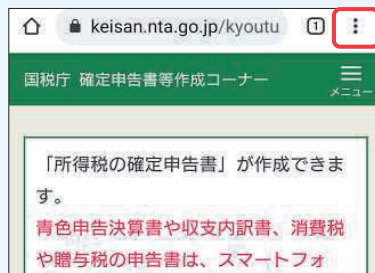 keisan.nta.go.jp/kyoutu 1
国税庁 確定申告書等作成コーナー
メニュー
「所得税の確定申告書」が作成できま
す。
青色申告決算書や収支内訳書、消費税
や贈与税の申告書は、スマートフォ